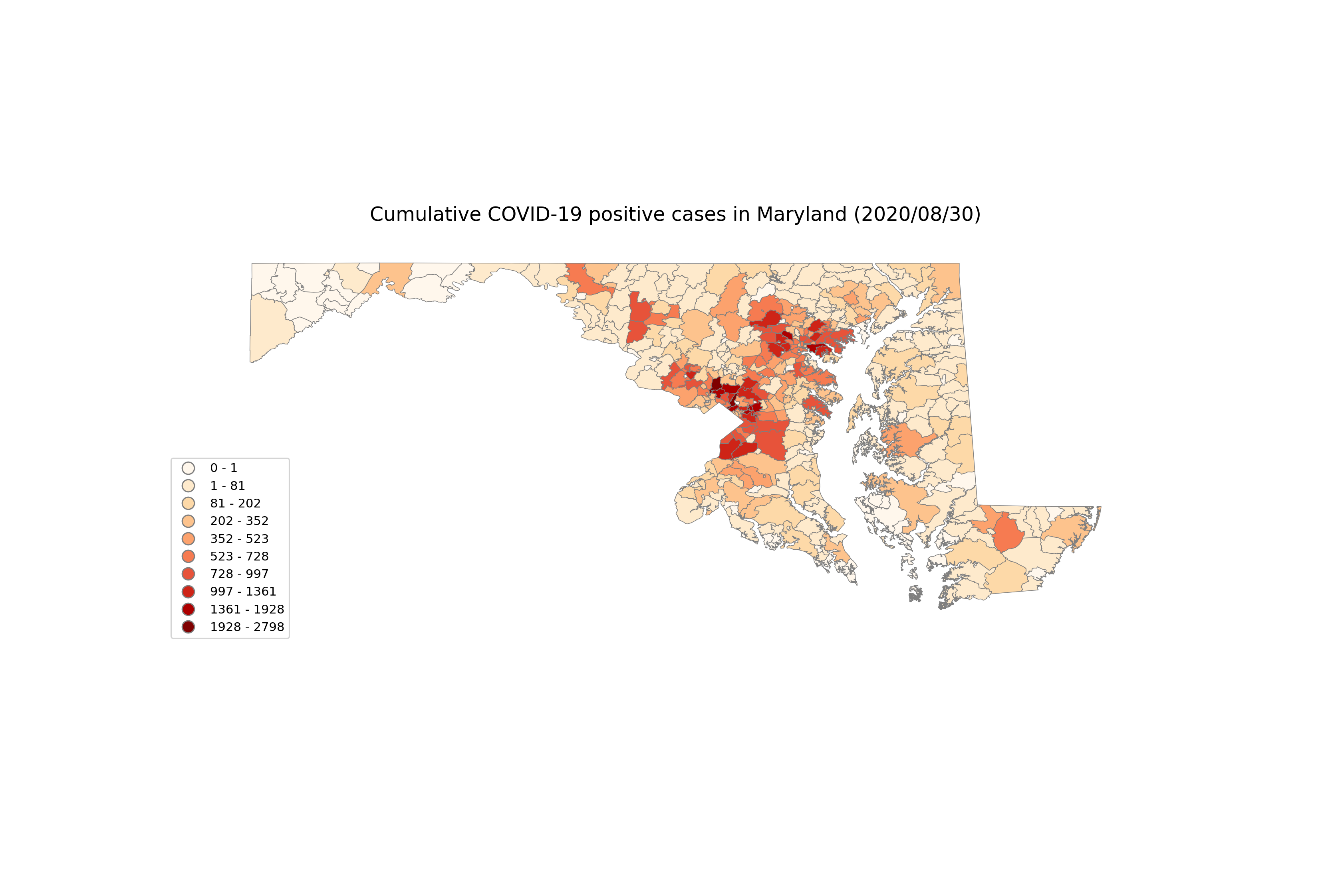 Cumulative COVID-19 positive cases in Maryland (2020/08/30)
0 - 1
1 - 81
81 - 202
202 - 352
352 - 523
523 - 728
728 - 997
997 - 1361
1361 - 1928
1928 - 2798